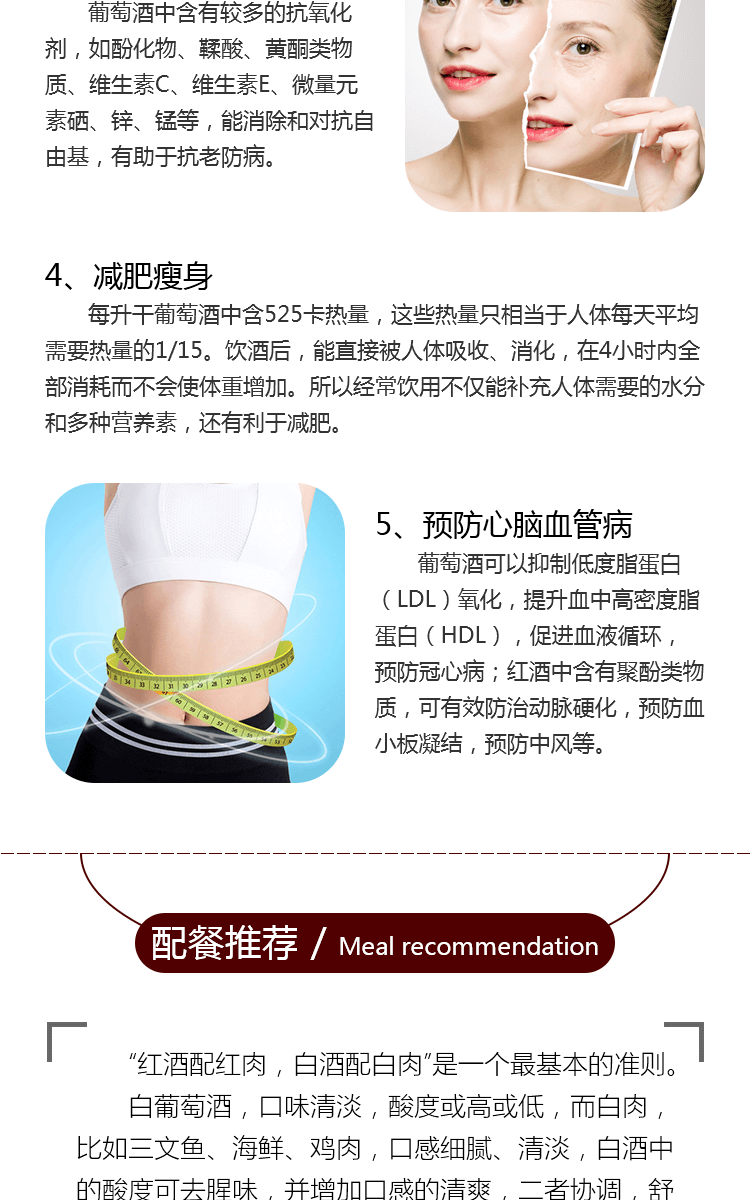 葡萄酒中含有较多的抗氧化
剂，如酚化物、鞣酸、黄酮类物
质、维生素C、维生素E、微量元
素硒、锌、锰等，能消除和对抗自
由基，有助于抗老防病。
4、减肥瘦身
每升干葡萄酒中含525卡热量，这些热量只相当于人体每天平均
需要热量的1/15。饮酒后，能直接被人体吸收、消化，在4小时内全
部消耗而不会使体重增加。所以经常饮用不仅能补充人体需要的水分
和多种营养素，还有利于减肥。
5、预防心脑血管病
葡萄酒可以抑制低度脂蛋白
（LDL）氧化，提升血中高密度脂
蛋白（HDL），促进血液循环，
预防冠心病；红酒中含有聚酚类物
质，可有效防治动脉硬化，预防血
小板凝结，预防中风等。
配餐推荐 / Meal recommendation
“红酒配红肉，白酒配白肉”是一个最基本的准则。
白葡萄酒，口味清淡，酸度或高或低，而白肉，
比如三文鱼、海鲜、鸡肉，口感细腻、清淡，白酒中
的酸度可去腥味，并增加口感的清爽，二者协调，舒